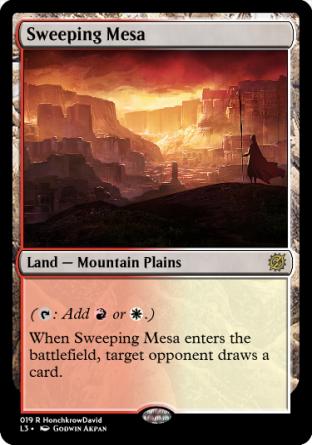 Sweeping Mesa
Land — Mountain Plains
(T: Add R or W.)
When Sweeping Mesa enters the
battlefield, target opponent draws a
card.
019 R HonchkrowDavid
L3 • Godwin Akpan